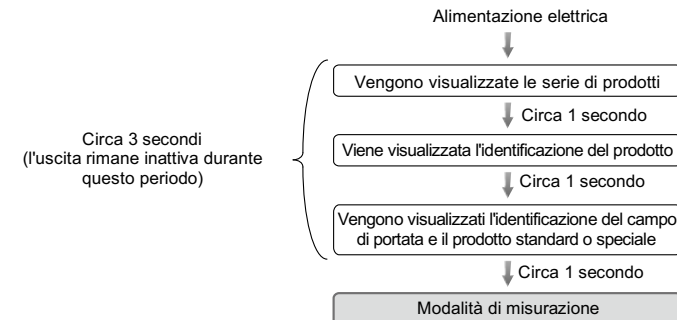 Alimentazione elettrica
Vengono visualizzate le serie di prodotti
Circa 1 secondo
Viene visualizzata l'identificazione del prodotto
Circa 1 secondo
Vengono visualizzati l'identificazione del campo
di portata e il prodotto standard o speciale
Circa 1 secondo
Modalità di misurazione
Circa 3 secondi
(l'uscita rimane inattiva durante
questo periodo)